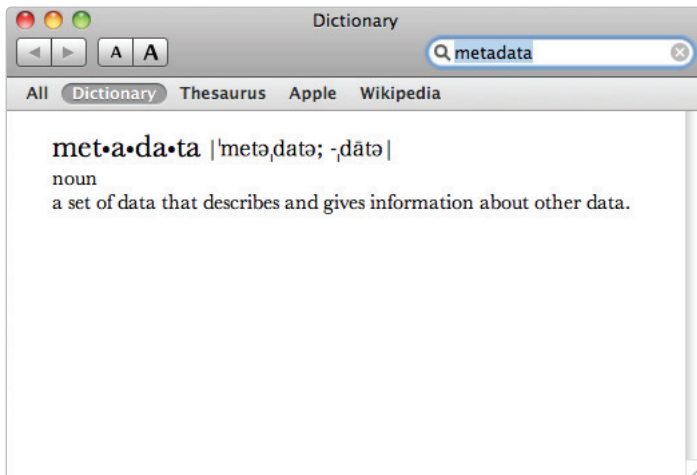 Dictionary
A A metadata
All Dictionary Thesaurus Apple Wikipedia
met•a•da•ta |ˈmetəˌdatə; -ˌdātə|
noun
a set of data that describes and gives information about other data.